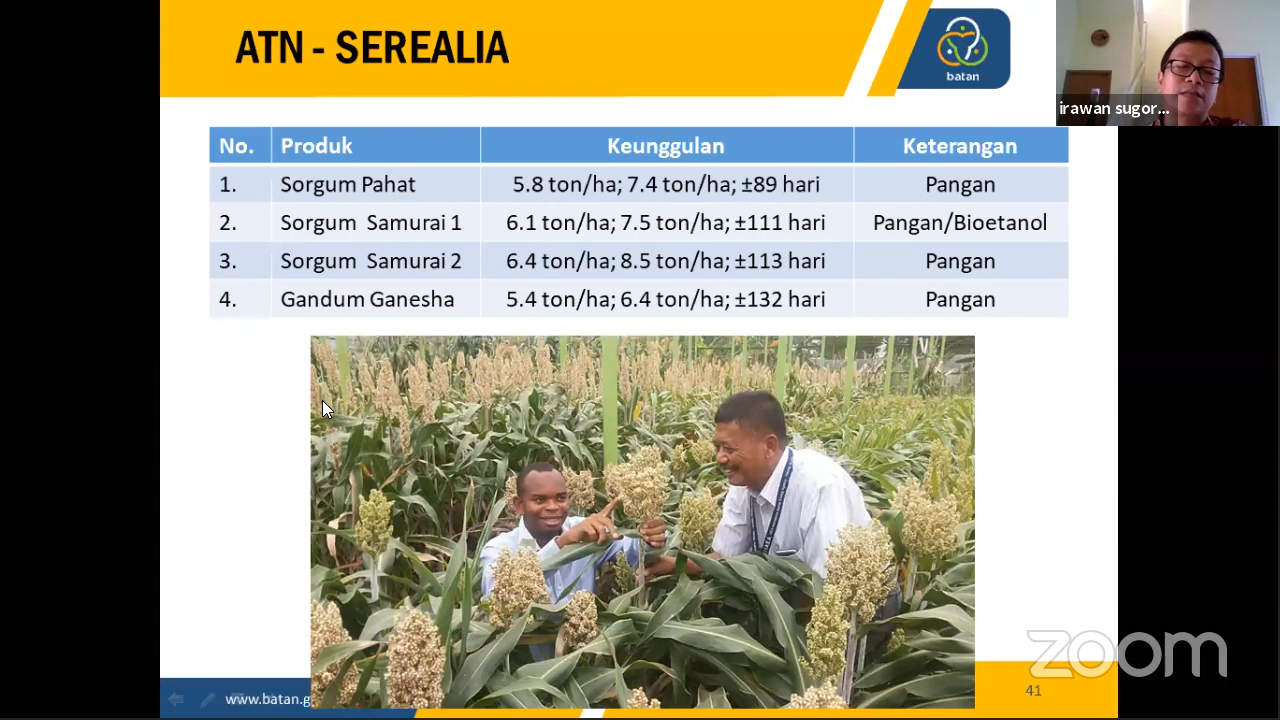 ATN - SEREALIA
batan
irawan sugor...
No. Produk Keunggulan Keterangan
1. Sorgum Pahat 5.8 ton/ha; 7.4 ton/ha; ±89 hari Pangan
2. Sorgum Samurai 1 6.1 ton/ha; 7.5 ton/ha; ±111 hari Pangan/Bioetanol
3. Sorgum Samurai 2 6.4 ton/ha; 8.5 ton/ha; ±113 hari Pangan
4. Gandum Ganesha 5.4 ton/ha; 6.4 ton/ha; ±132 hari Pangan
zoom
www.batan.g
41